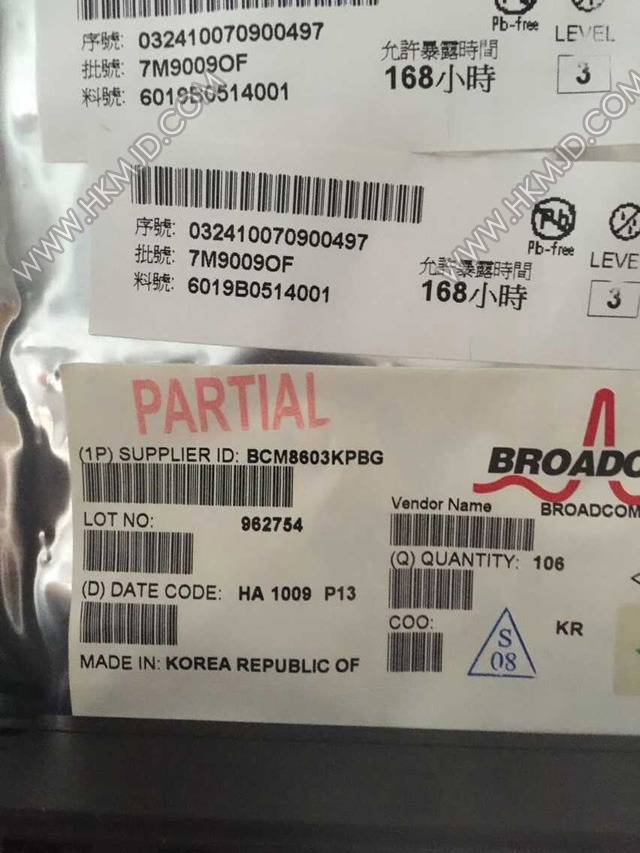 序號: 032410070900497
批號: 7M9009OF
料號: 6019B0514001
允許暴露時間
168小時
Pb-free
LEVEL
3
序號: 032410070900497
批號: 7M9009OF
料號: 6019B0514001
允許暴露時間
168小時
Pb
Pb-free
LEVE
3
PARTIAL
(1P) SUPPLIER ID: BCM8603KPBG
BROADC
BROADCOM
LOT NO: 962754
Vendor Name
(Q) QUANTITY: 106
(D) DATE CODE: HA 1009 P13
COO: KR
S
08
MADE IN: KOREA REPUBLIC OF
WWW.HKMJD.COM
WWW.HKMJD.COM